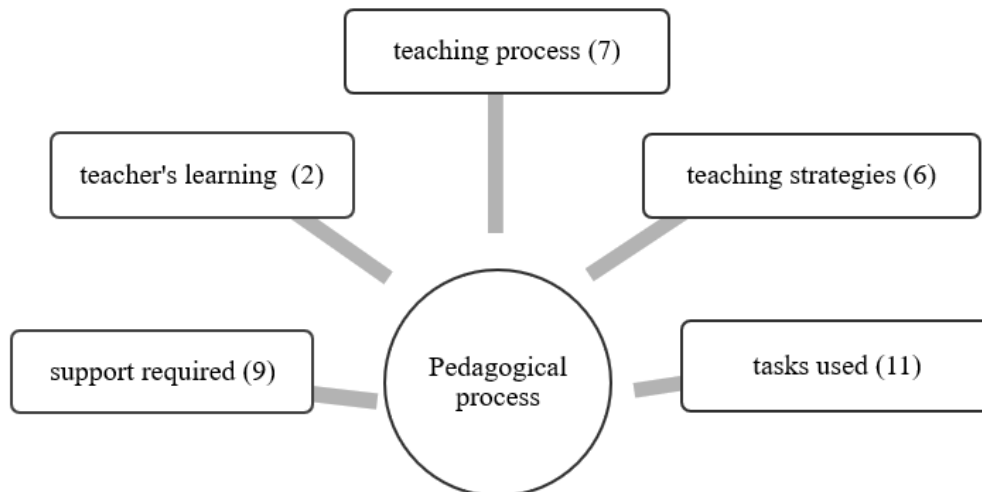 teaching process (7)
teacher's learning  (2)
teaching strategies (6)
support required (9)
Pedagogical
process
tasks used (11)